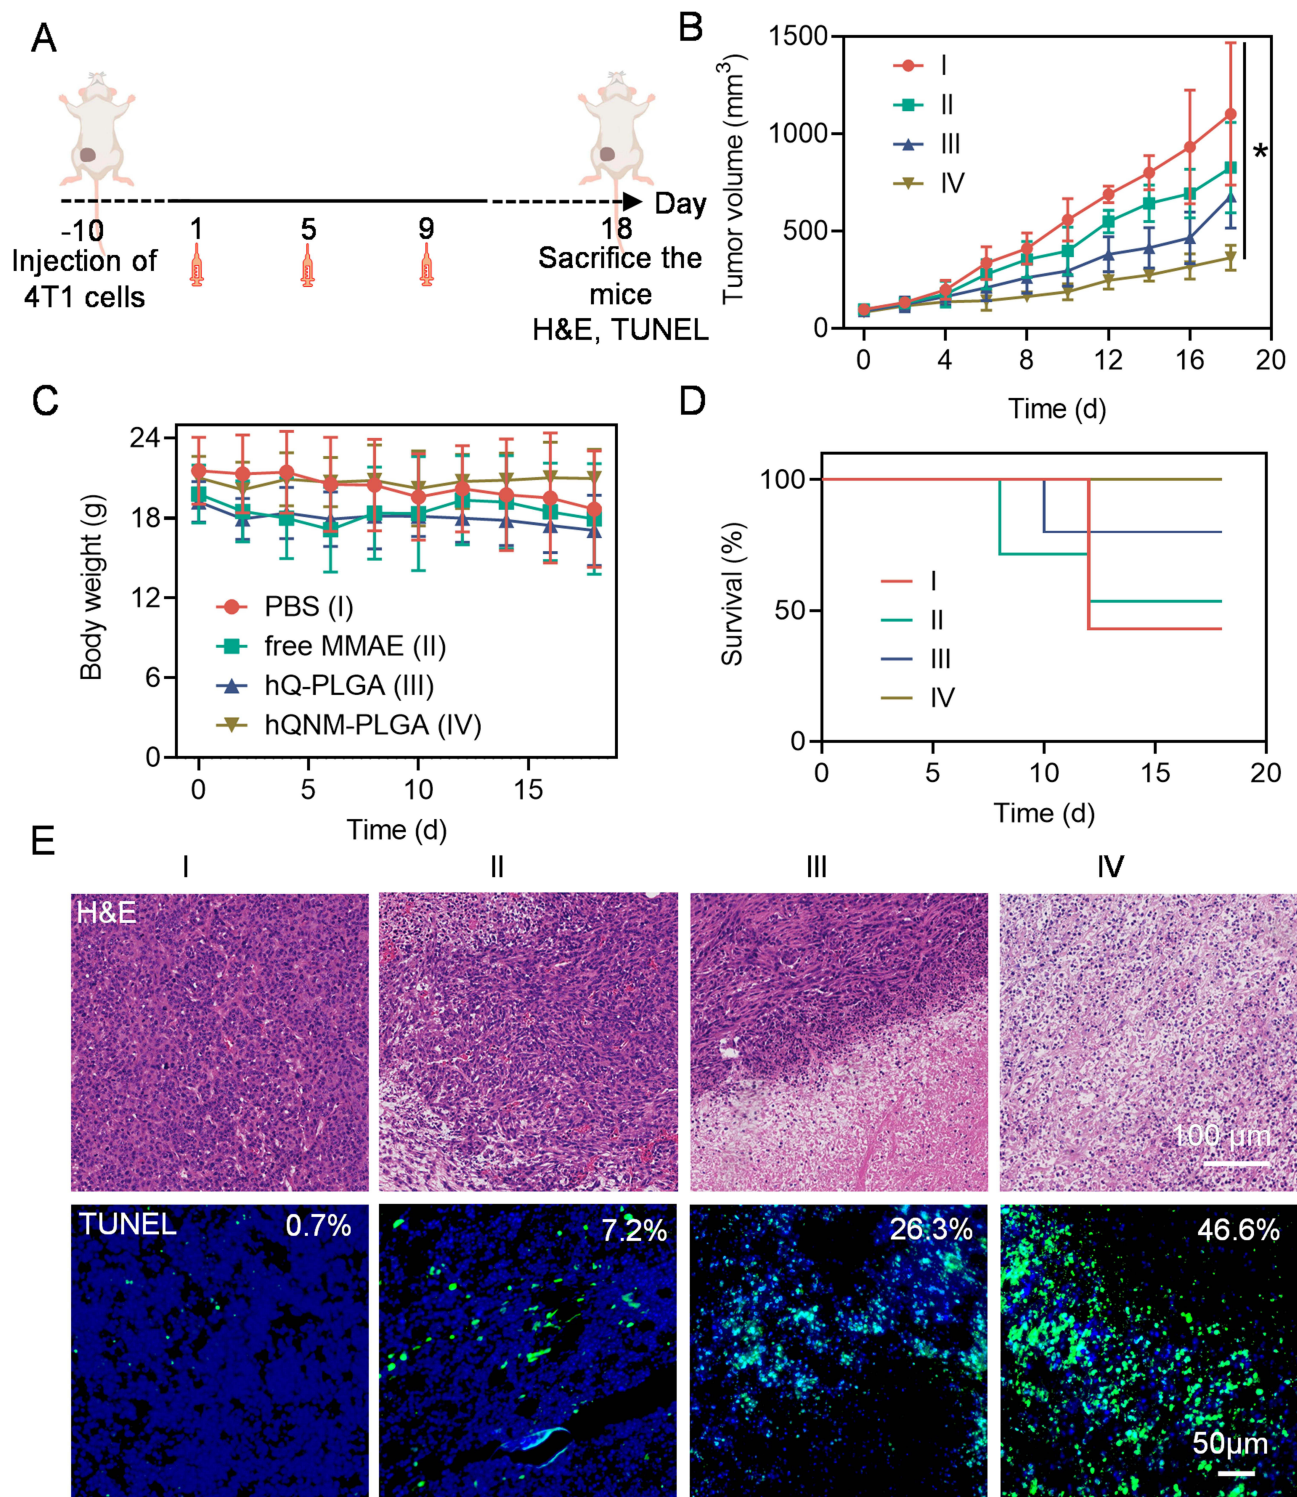 A
-10
1
5
9
18
Day
Injection of
4T1 cells
Sacrifice the
mice
H&E, TUNEL
B
Tumor volume (mm³)
1500
1000
500
0
I
II
III
IV
*
0
4
8
12
16
20
Time (d)
C
Body weight (g)
24
18
12
6
0
PBS (I)
free MMAE (II)
hQ-PLGA (III)
hQNM-PLGA (IV)
0
5
10
15
Time (d)
D
Survival (%)
100
50
0
I
II
III
IV
0
5
10
15
20
Time (d)
E
I
II
III
IV
H&E
100 μm
TUNEL
0.7%
7.2%
26.3%
46.6%
50μm